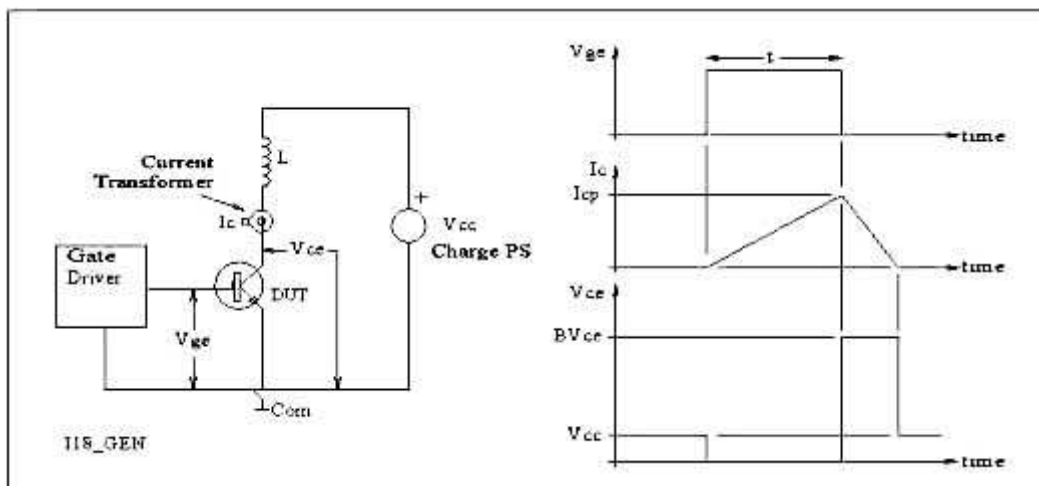 L
Current
Transformer
Ic
+
Vcc
Charge PS
Vce
Gate
Driver
DUT
Vge
Com
I18_GEN
Vge
t
time
Ic
Icp
time
Vce
BVce
Vcc
time